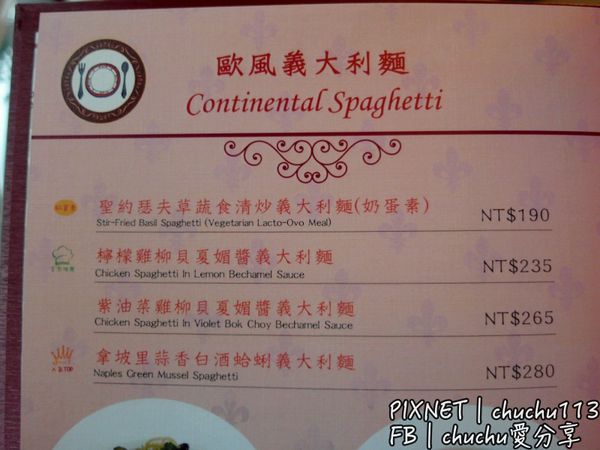 歐風義大利麵
Continental Spaghetti
聖約瑟夫草蔬食清炒義大利麵(奶蛋素)
NT$190
Stir-Fried Basil Spaghetti (Vegetarian Lacto-Ovo Meal)
檸檬雞柳貝夏媚醬義大利麵
NT$235
Chicken Spaghetti In Lemon Bechamel Sauce
紫油菜雞柳貝夏媚醬義大利麵
NT$265
Chicken Spaghetti In Violet Bok Choy Bechamel Sauce
拿坡里蒜香白酒蛤蜊義大利麵
NT$280
人氣TOP
Naples Green Mussel Spaghetti
PIXNET | chuchu113
FB | chuchu愛分享